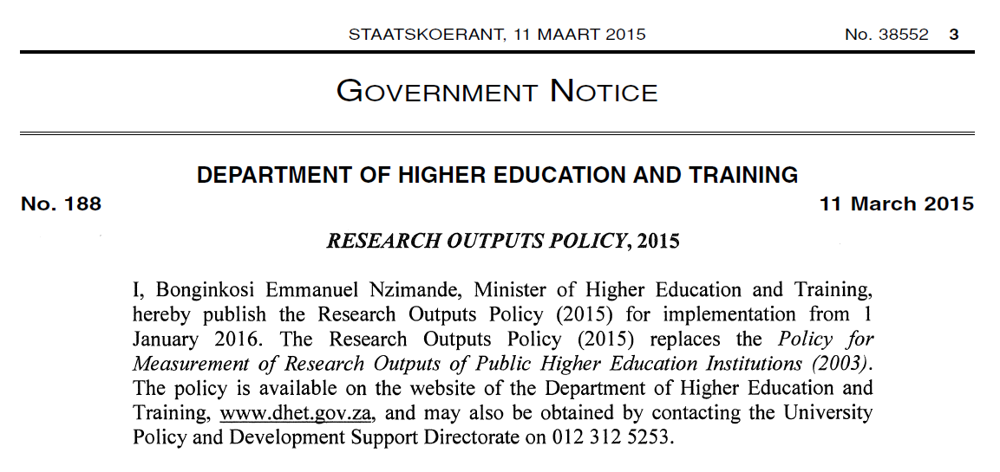 STAATSKOERANT, 11 MAART 2015 No. 38552 3
GOVERNMENT NOTICE
DEPARTMENT OF HIGHER EDUCATION AND TRAINING
No. 188 11 March 2015
RESEARCH OUTPUTS POLICY, 2015
I, Bonginkosi Emmanuel Nzimande, Minister of Higher Education and Training,
hereby publish the Research Outputs Policy (2015) for implementation from 1
January 2016. The Research Outputs Policy (2015) replaces the Policy for
Measurement of Research Outputs of Public Higher Education Institutions (2003).
The policy is available on the website of the Department of Higher Education and
Training, www.dhet.gov.za, and may also be obtained by contacting the University
Policy and Development Support Directorate on 012 312 5253.